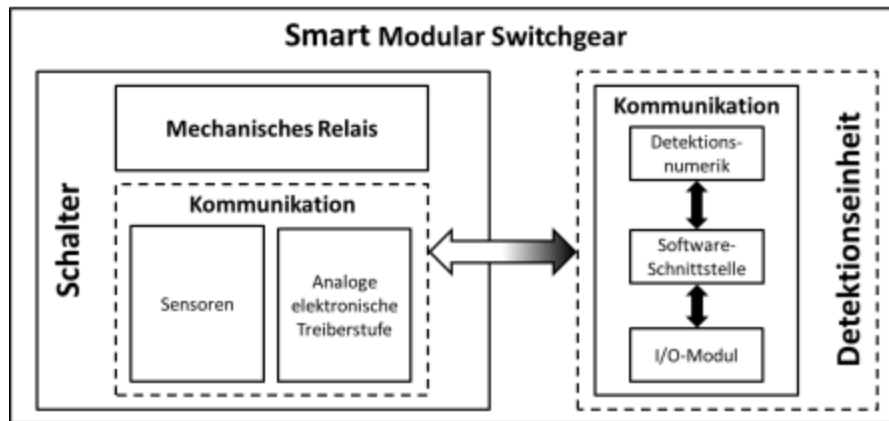 Smart Modular Switchgear
Schalter
Mechanisches Relais
Kommunikation
Sensoren
Analoge
elektronische
Treiberstufe
Kommunikation
Detektions-
numerik
Software-
Schnittstelle
I/O-Modul
Detektionseinheit